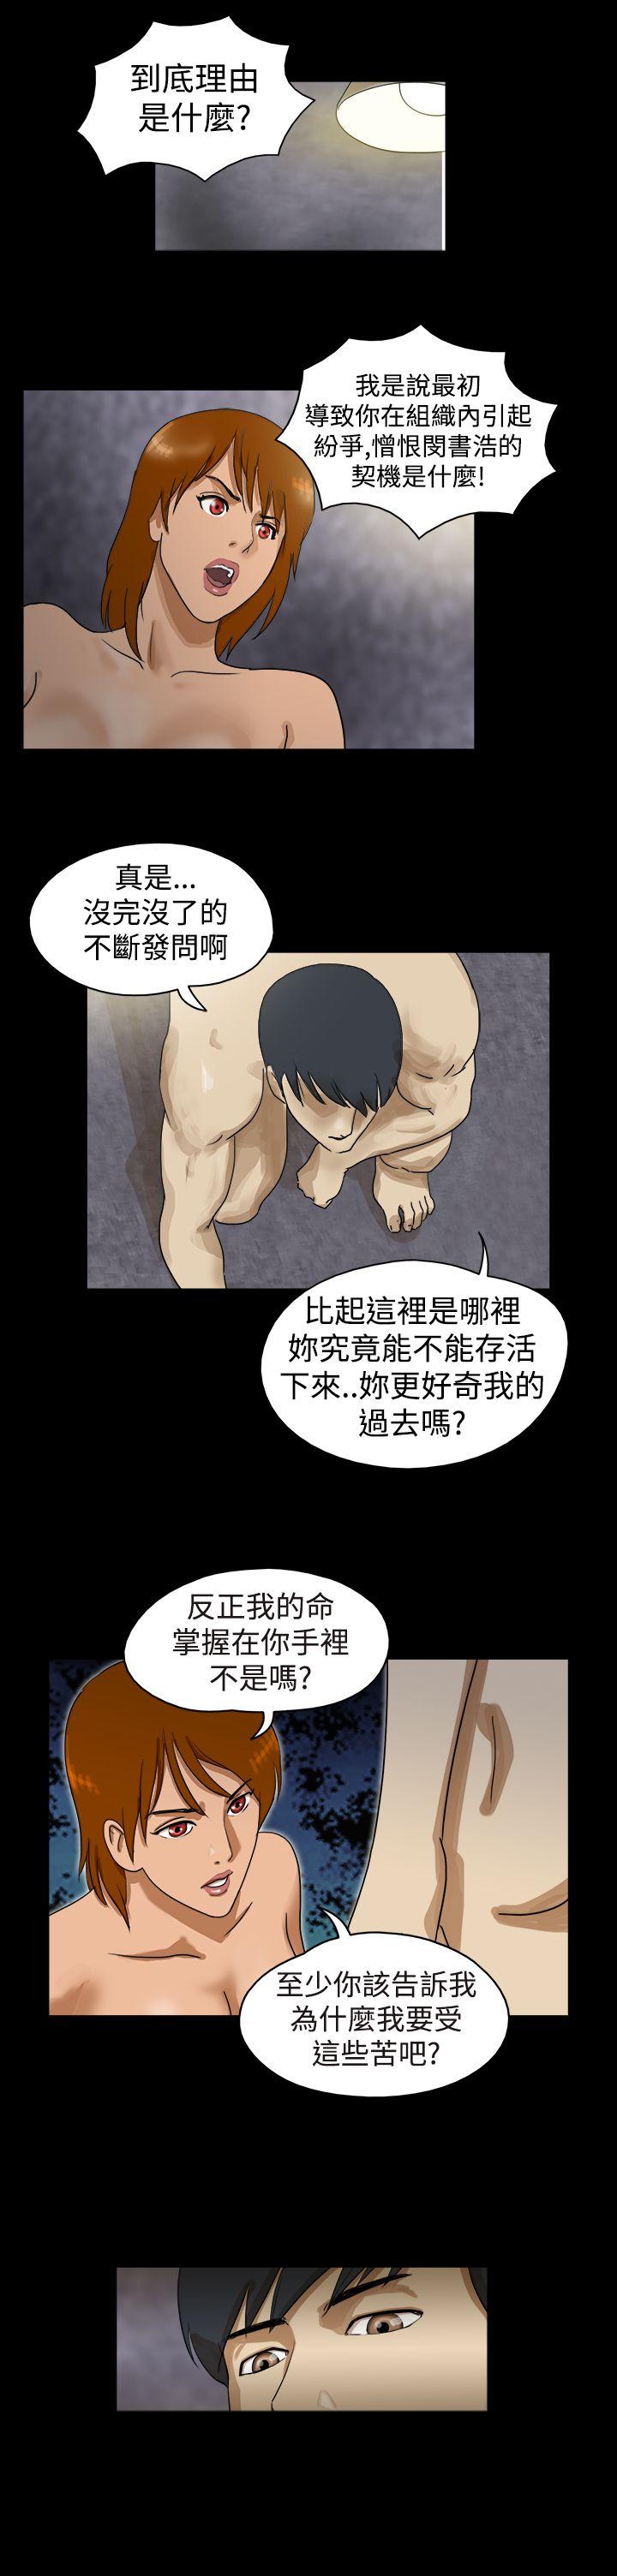 到底理由
是什麼?
我是說最初
導致你在組織內引起
紛爭,憎恨閔書浩的
契機是什麼!
真是...
沒完沒了的
不斷發問啊
比起這裡是哪裡
妳究竟能不能存活
下來..妳更好奇我的
過去嗎?
反正我的命
掌握在你手裡
不是嗎?
至少你該告訴我
為什麼我要受
這些苦吧?